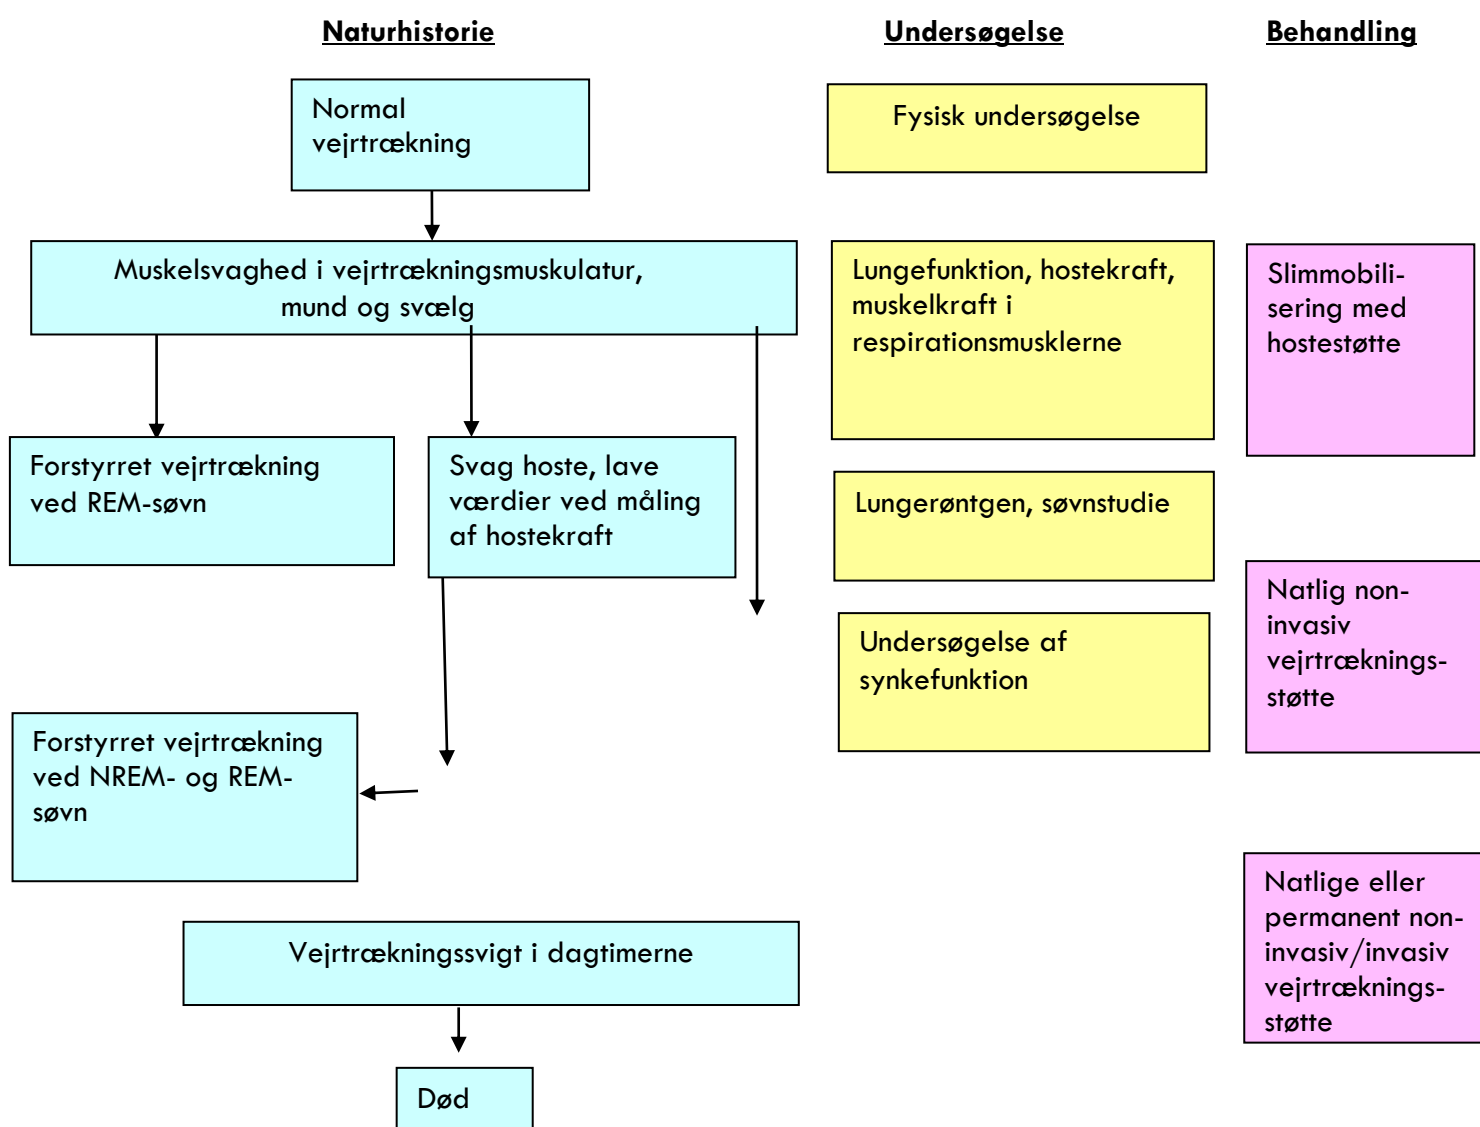 Naturhistorie
Undersøgelse
Behandling
Normal
vejrtrækning
Fysisk undersøgelse
Muskelsvaghed i vejrtrækningsmuskulatur,
mund og svælg
Lungefunktion, hostekraft,
muskelkraft i
respirationsmusklerne
Slimmobili-
sering med
hostestøtte
Forstyrret vejrtrækning
ved REM-søvn
Svag hoste, lave
værdier ved måling
af hostekraft
Lungerøntgen, søvnstudie
Natlig non-
invasiv
vejrtræknings-
støtte
Undersøgelse af
synkefunktion
Forstyrret vejrtrækning
ved NREM- og REM-
søvn
Natlige eller
permanent non-
invasiv/invasiv
vejrtræknings-
støtte
Vejrtrækningssvigt i dagtimerne
Død